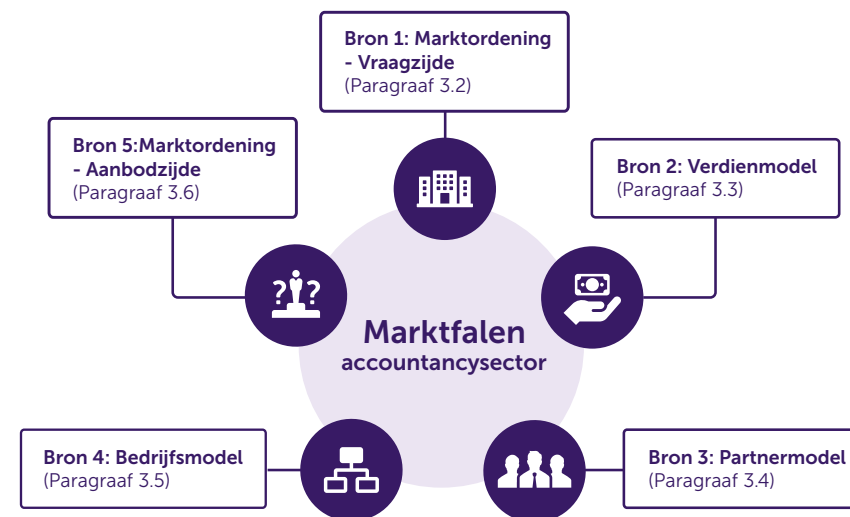 Bron 1: Marktordening
- Vraagzijde
(Paragraaf 3.2)
Bron 5:Marktordening
- Aanbodzijde
(Paragraaf 3.6)
Bron 2: Verdienmodel
(Paragraaf 3.3)
??
Marktfalen
accountancysector
Bron 4: Bedrijfsmodel
(Paragraaf 3.5)
Bron 3: Partnermodel
(Paragraaf 3.4)